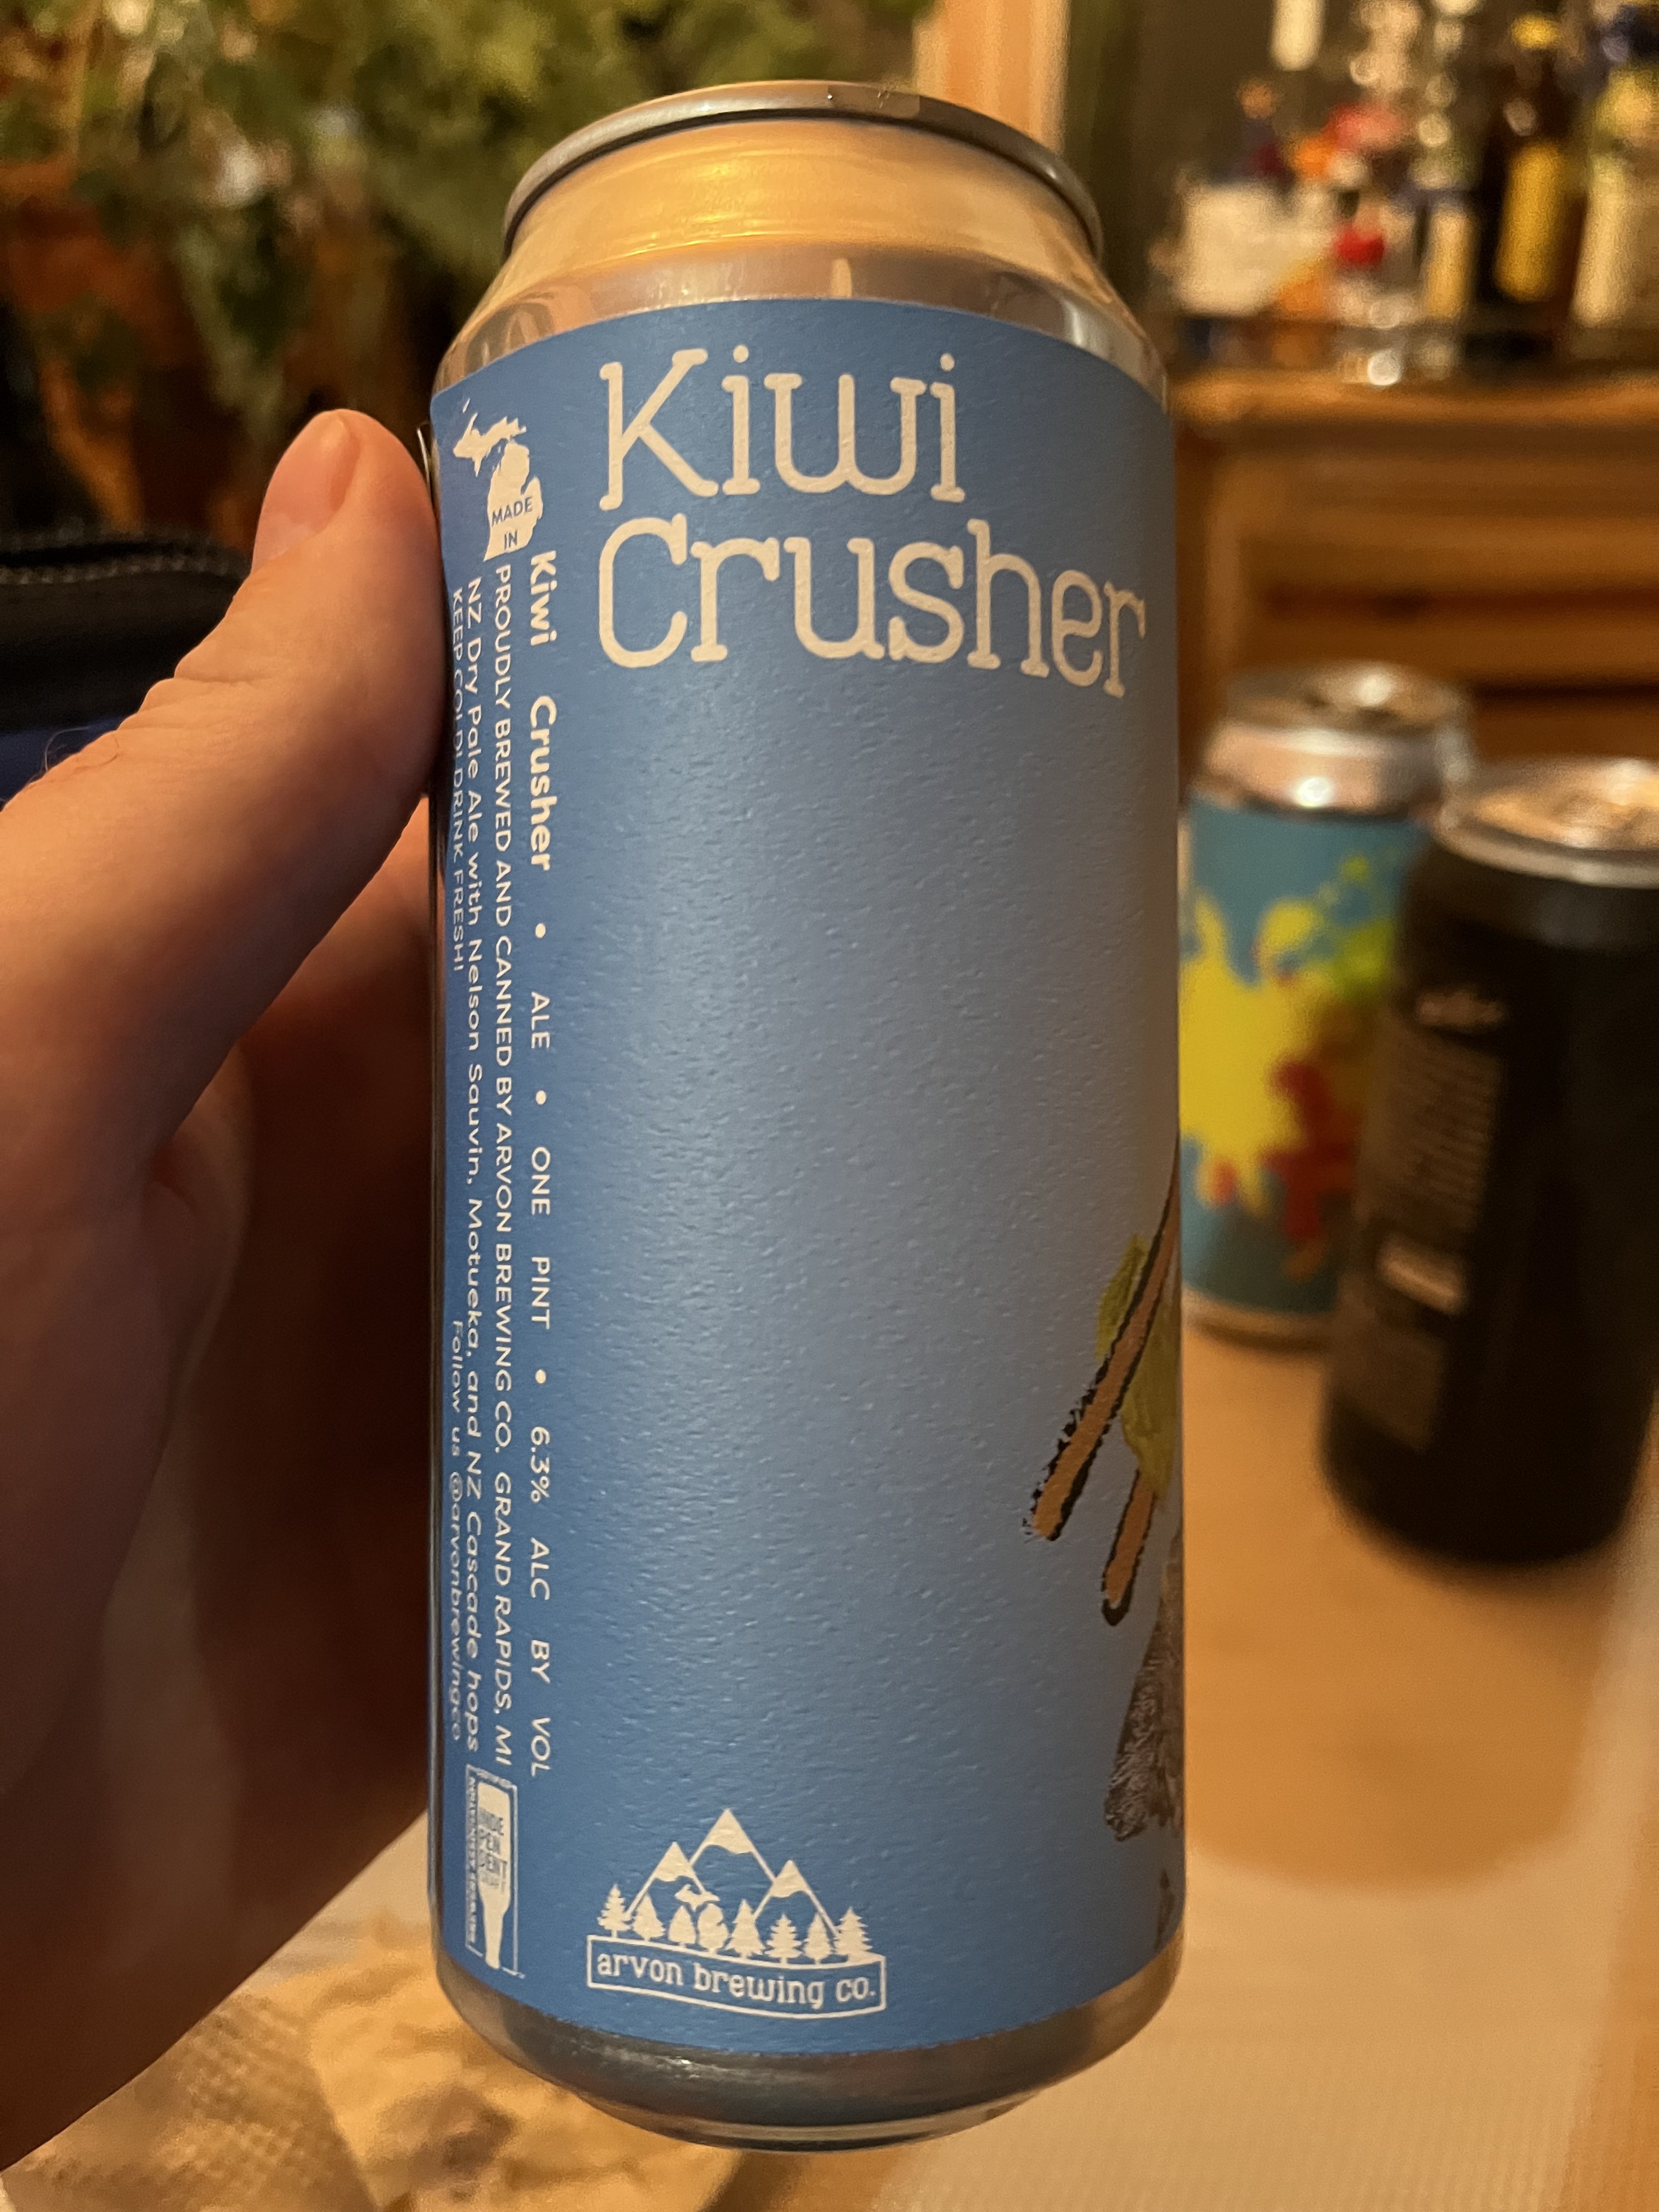 Kiwi
Crusher
MADE
IN
Kiwi Crusher • ALE • ONE PINT • 6.3% ALC BY VOL
PROUDLY BREWED AND CANNED BY ARVON BREWING CO. GRAND RAPIDS, MI
NZ Dry Pale Ale with Nelson Sauvin, Motueka, and NZ Cascade hops
KEEP COLD! DRINK FRESH! Follow us @arvonbrewingco
INDE
PEN
DENT
CRAFT
arvon brewing co.